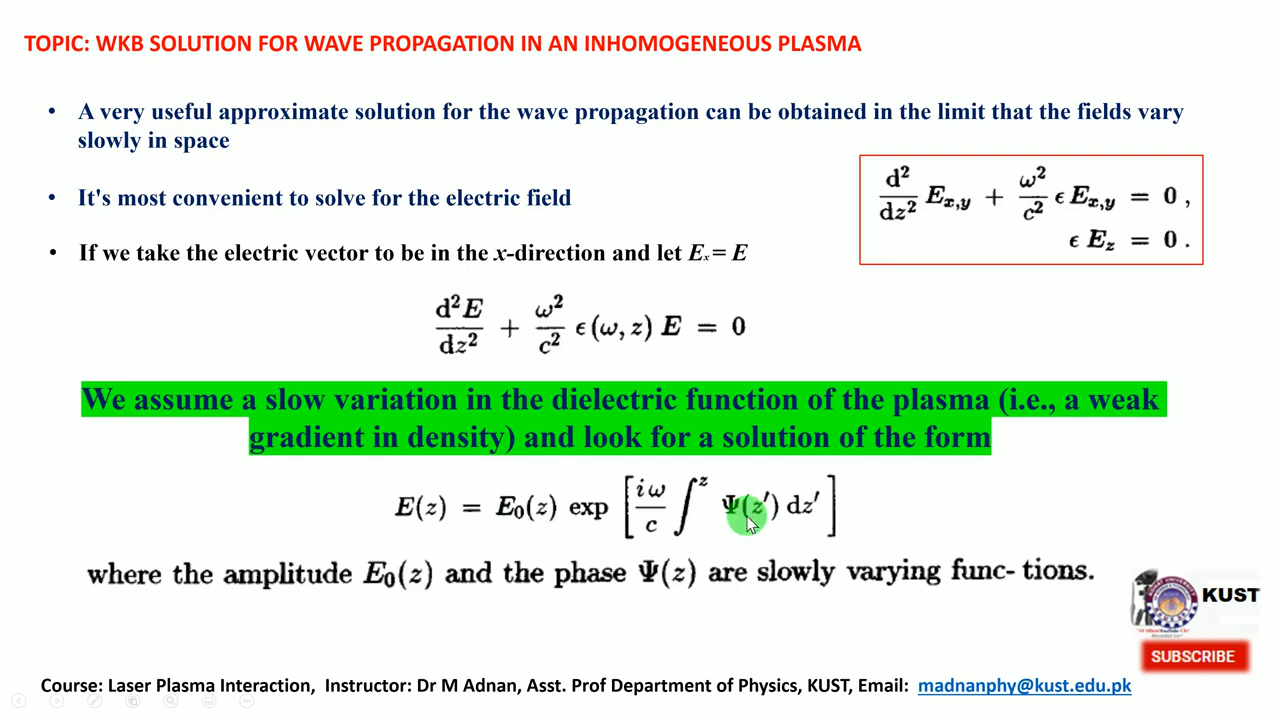 TOPIC: WKB SOLUTION FOR WAVE PROPAGATION IN AN INHOMOGENEOUS PLASMA
• A very useful approximate solution for the wave propagation can be obtained in the limit that the fields vary
slowly in space
• It's most convenient to solve for the electric field
d²/dz² Eₓ,ᵧ + ω²/c² ϵ Eₓ,ᵧ = 0 ,
ϵ E_z = 0 .
• If we take the electric vector to be in the x-direction and let Eₓ = E
d²E/dz² + ω²/c² ϵ(ω, z) E = 0
We assume a slow variation in the dielectric function of the plasma (i.e., a weak
gradient in density) and look for a solution of the form
E(z) = E₀(z) exp [ iω/c ∫^z Ψ(z′) dz′ ]
where the amplitude E₀(z) and the phase Ψ(z) are slowly varying func- tions.
KUST
SUBSCRIBE
Course: Laser Plasma Interaction, Instructor: Dr M Adnan, Asst. Prof Department of Physics, KUST, Email: madnanphy@kust.edu.pk